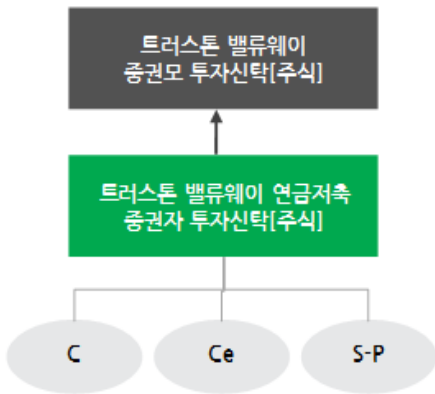 트러스톤 밸류웨이
증권모 투자신탁[주식]
트러스톤 밸류웨이 연금저축
증권자 투자신탁[주식]
C
Ce
S-P